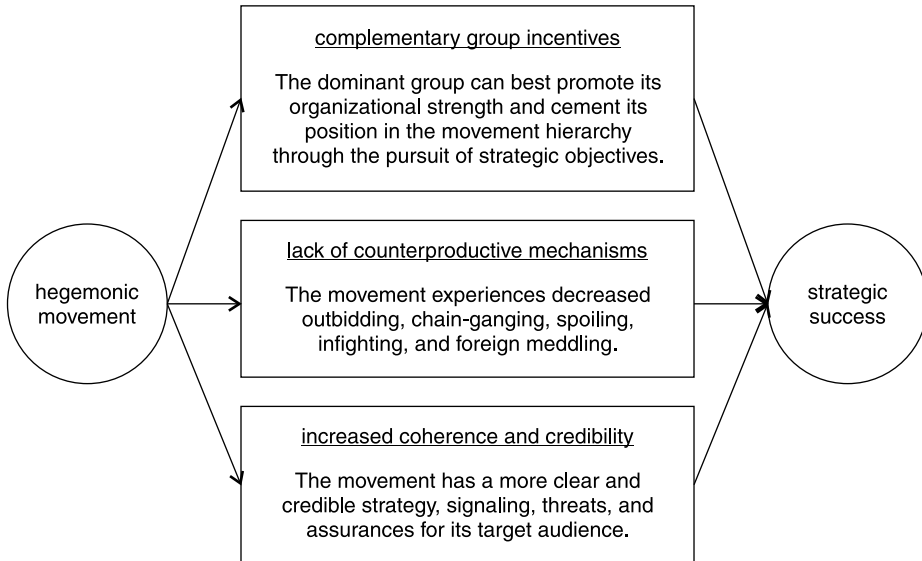 complementary group incentives
The dominant group can best promote its
organizational strength and cement its
position in the movement hierarchy
through the pursuit of strategic objectives.
hegemonic
movement
lack of counterproductive mechanisms
The movement experiences decreased
outbidding, chain-ganging, spoiling,
infighting, and foreign meddling.
strategic
success
increased coherence and credibility
The movement has a more clear and
credible strategy, signaling, threats, and
assurances for its target audience.